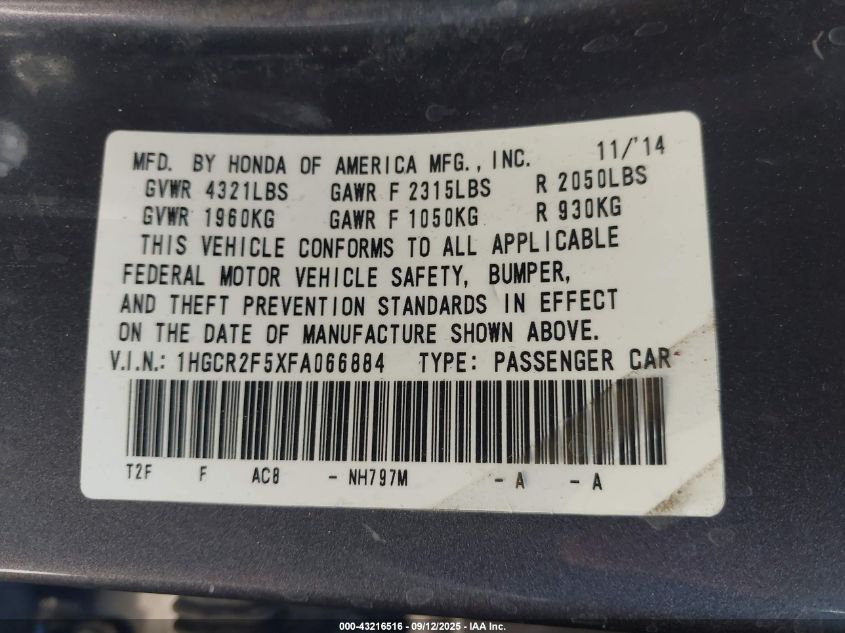 MFD. BY HONDA OF AMERICA MFG., INC. 11/'14
GVWR 4321LBS GAWR F 2315LBS R 2050LBS
GVWR 1960KG GAWR F 1050KG R 930KG
THIS VEHICLE CONFORMS TO ALL APPLICABLE
FEDERAL MOTOR VEHICLE SAFETY, BUMPER,
AND THEFT PREVENTION STANDARDS IN EFFECT
ON THE DATE OF MANUFACTURE SHOWN ABOVE.
V.I.N.: 1HGCR2F5XFA066884 TYPE: PASSENGER CAR
T2F F AC8 - NH797M - A - A
000-43216516 - 09/12/2025 - IAA Inc.